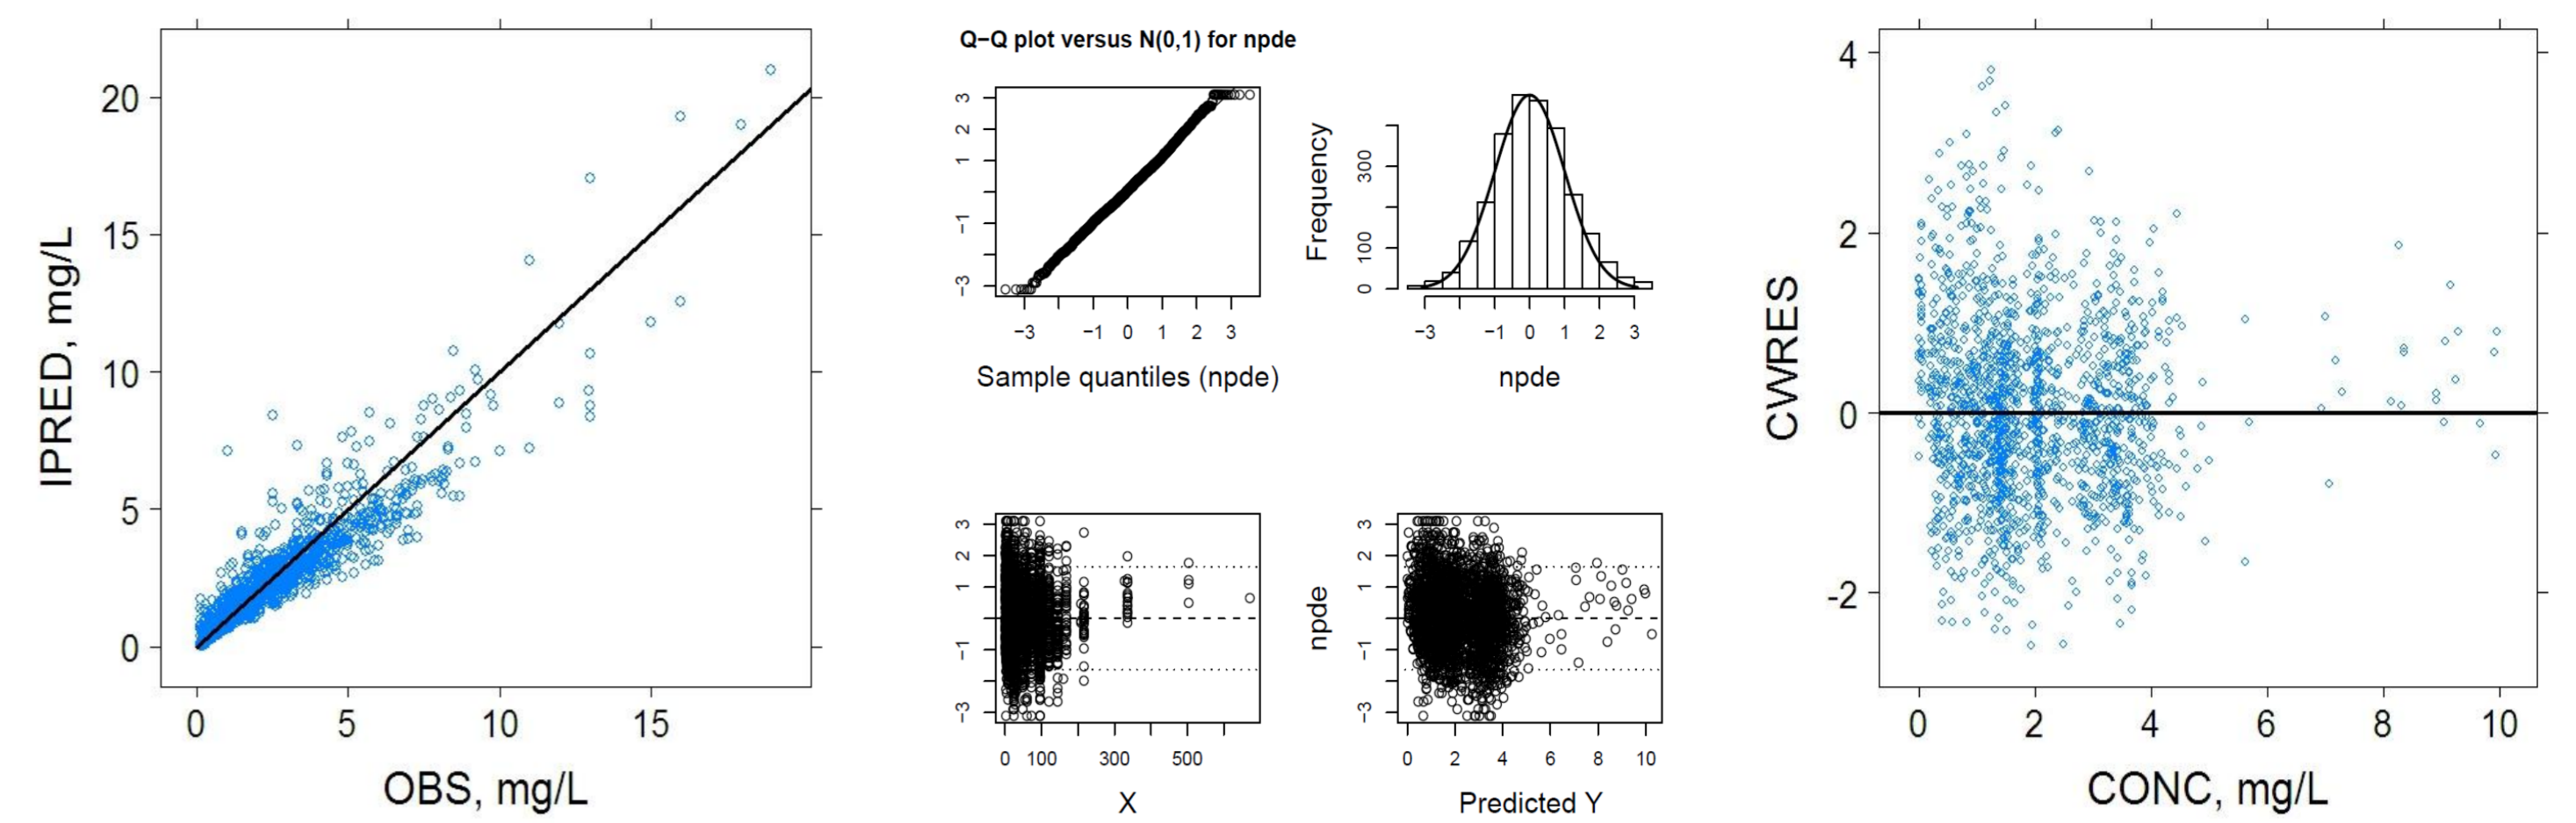 IPRED, mg/L
20
15
10
5
0
0 5 10 15
OBS, mg/L
Q−Q plot versus N(0,1) for npde
3
2
1
−1
−3
−3 −1 0 1 2 3
Sample quantiles (npde)
Frequency
300
100
0
−3 −1 0 1 2 3
npde
3
2
1
−1
−3
0 100 300 500
X
npde
3
2
1
−1
−3
0 2 4 6 8 10
Predicted Y
CWRES
4
2
0
-2
0 2 4 6 8 10
CONC, mg/L